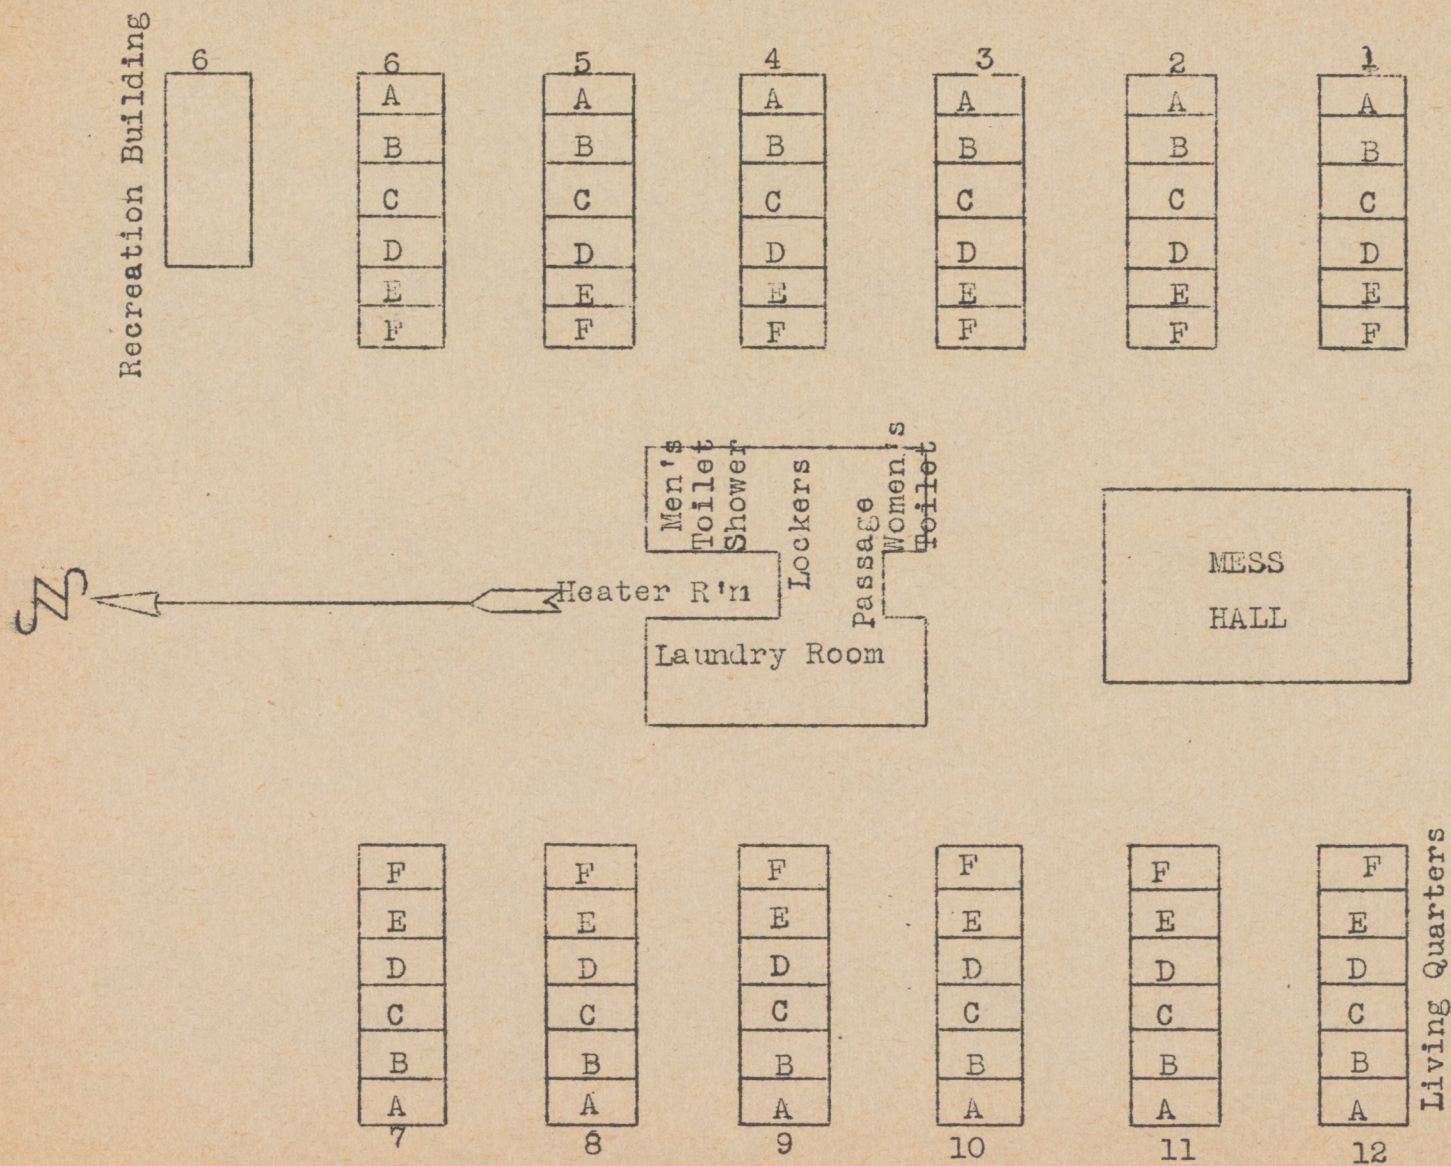 Recreation Building
6 6 5 4 3 2 1
A A A A A A
B B B B B B
C C C C C C
D D D D D D
E E E E E E
F F F F F F
Men's
Toilet
Shower
Lockers
Passage
Women's
Toilet
Heater R'm
Laundry Room
MESS
HALL
N
F F F F F F
E E E E E E
D D D D D D
C C C C C C
B B B B B B
A A A A A A
7 8 9 10 11 12
Living Quarters